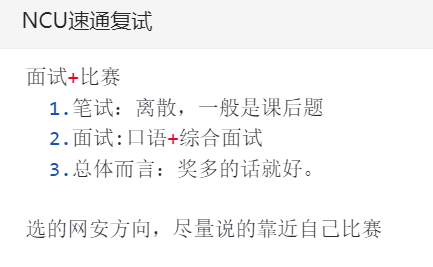 NCU速通复试
面试+比赛
1.笔试：离散，一般是课后题
2.面试:口语+综合面试
3.总体而言：奖多的话就好。
选的网安方向，尽量说的靠近自己比赛